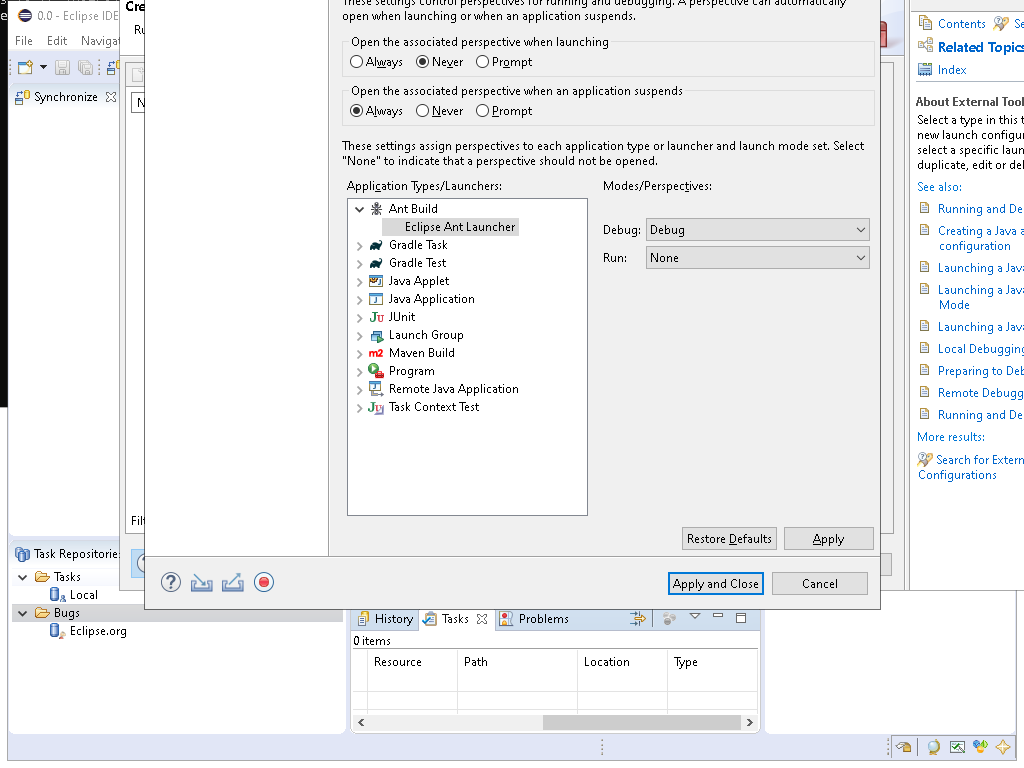 0.0 - Eclipse IDE
File Edit Navigat
Synchronize
Cre
Ru
N
Filt
These settings control perspectives for running and debugging. A perspective can automatically
open when launching or when an application suspends.
Open the associated perspective when launching
Always Never Prompt
Open the associated perspective when an application suspends
Always Never Prompt
These settings assign perspectives to each application type or launcher and launch mode set. Select
"None" to indicate that a perspective should not be opened.
Application Types/Launchers:
Ant Build
Eclipse Ant Launcher
Gradle Task
Gradle Test
Java Applet
Java Application
JUnit
Launch Group
Maven Build
Program
Remote Java Application
Task Context Test
Modes/Perspectives:
Debug: Debug
Run: None
Restore Defaults Apply
Apply and Close Cancel
Contents Se
Related Topics
Index
About External Tool
Select a type in this t
new launch configu
select a specific laun
duplicate, edit or del
See also:
Running and De
Creating a Java a
configuration
Launching a Java
Launching a Java
Mode
Launching a Java
Local Debugging
Preparing to Deb
Remote Debugg
Running and De
More results:
Search for Extern
Configurations
Task Repositorie
Tasks
Local
Bugs
Eclipse.org
History Tasks Problems
0 items
Resource Path Location Type